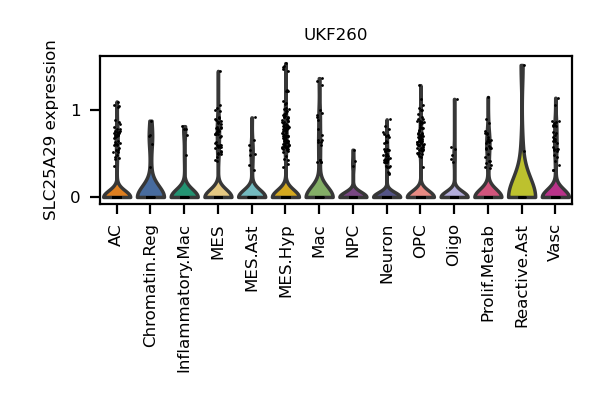 UKF260
SLC25A29 expression
1
0
AC
Chromatin.Reg
Inflammatory.Mac
MES
MES.Ast
MES.Hyp
Mac
NPC
Neuron
OPC
Oligo
Prolif.Metab
Reactive.Ast
Vasc